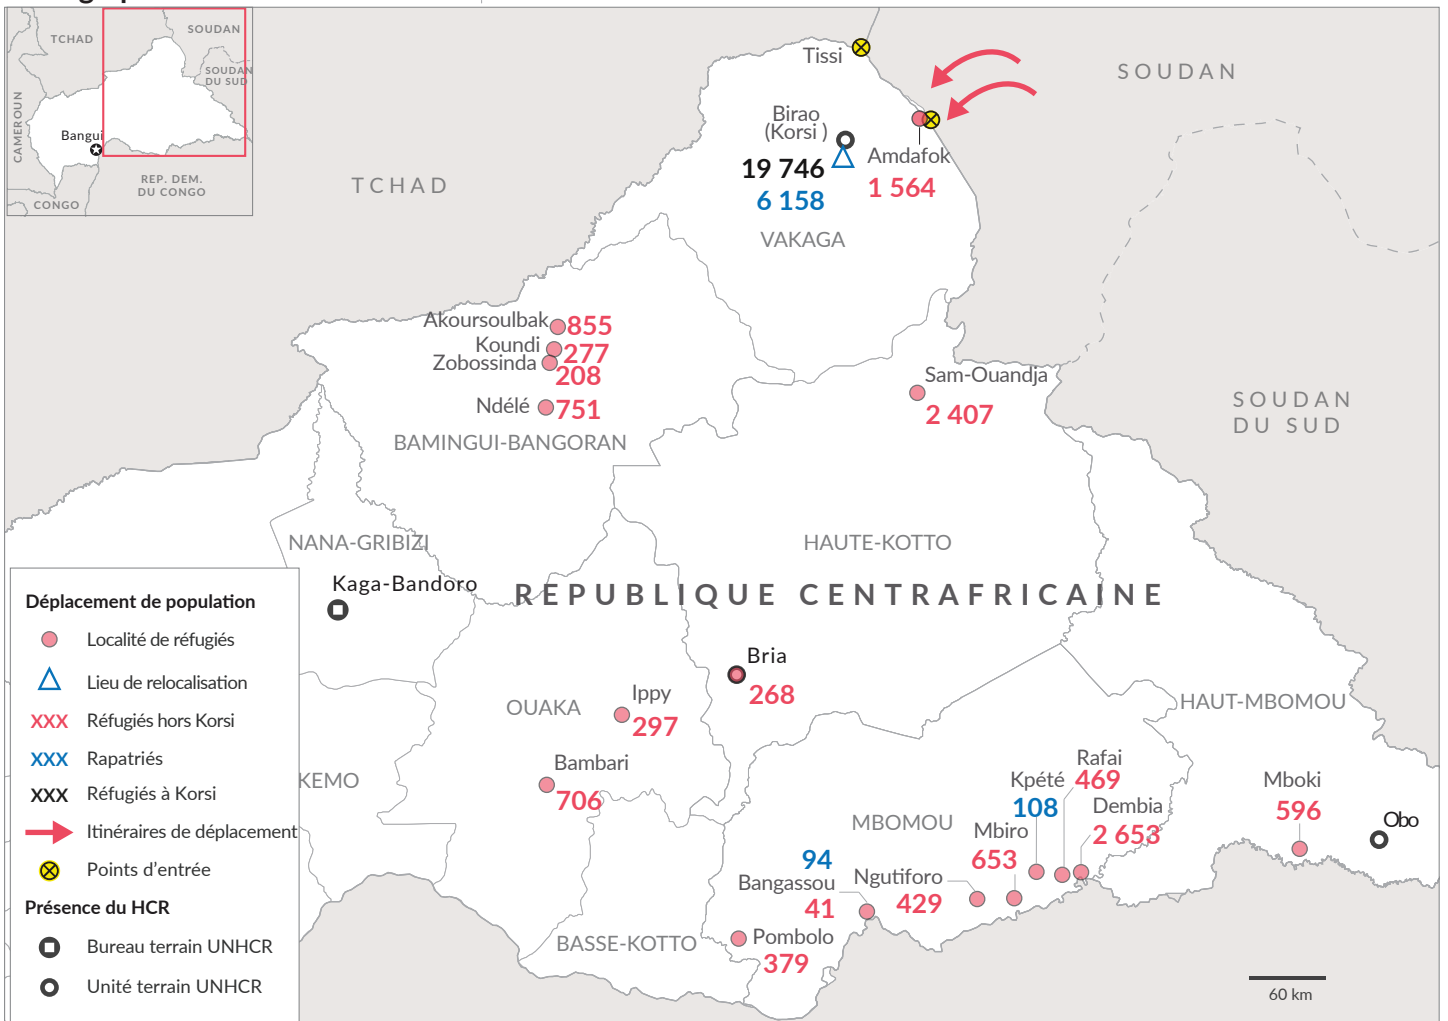 TCHAD
SOUDAN
SOUDAN
DU SUD
CAMEROUN
Bangui
REP. DEM.
DU CONGO
CONGO
Tissi
SOUDAN
Birao
(Korsi )
19 746
6 158
Amdafok
1 564
VAKAGA
TCHAD
Akoursoulbak
855
Koundi
277
Zobossinda
208
Ndélé
751
BAMINGUI-BANGORAN
Sam-Ouandja
2 407
SOUDAN
DU SUD
NANA-GRIBIZI
HAUTE-KOTTO
Kaga-Bandoro
REPUBLIQUE CENTRAFRICAINE
Bria
268
Ippy
297
OUAKA
HAUT-MBOMOU
Bambari
706
KEMO
Rafai
469
Kpété
108
Dembia
2 653
Mboki
596
Obo
MBOMOU
Mbiro
653
94
Bangassou
41
Ngutiforo
429
BASSE-KOTTO
Pombolo
379
60 km
Déplacement de population
Localité de réfugiés
Lieu de relocalisation
XXX Réfugiés hors Korsi
XXX Rapatriés
XXX Réfugiés à Korsi
Itinéraires de déplacement
Points d'entrée
Présence du HCR
Bureau terrain UNHCR
Unité terrain UNHCR